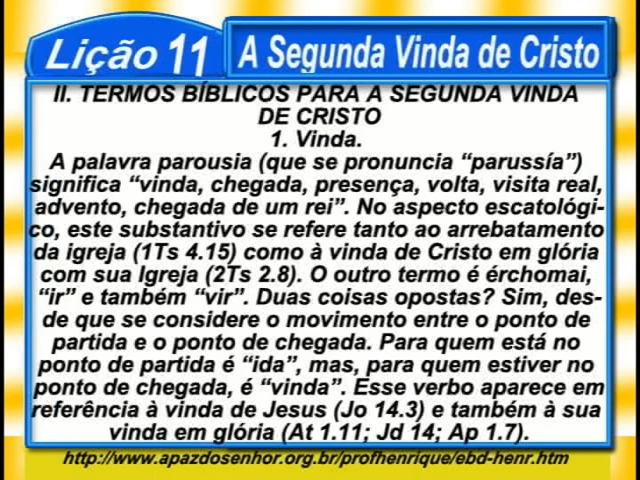 Lição 11
A Segunda Vinda de Cristo
II. TERMOS BÍBLICOS PARA A SEGUNDA VINDA
DE CRISTO
1. Vinda.
A palavra parousia (que se pronuncia “parussía”)
significa “vinda, chegada, presença, volta, visita real,
advento, chegada de um rei”. No aspecto escatológi-
co, este substantivo se refere tanto ao arrebatamento
da igreja (1Ts 4.15) como à vinda de Cristo em glória
com sua Igreja (2Ts 2.8). O outro termo é érchomai,
“ir” e também “vir”. Duas coisas opostas? Sim, des-
de que se considere o movimento entre o ponto de
partida e o ponto de chegada. Para quem está no
ponto de partida é “ida”, mas, para quem estiver no
ponto de chegada, é “vinda”. Esse verbo aparece em
referência à vinda de Jesus (Jo 14.3) e também à sua
vinda em glória (At 1.11; Jd 14; Ap 1.7).
http://www.apazdosenhor.org.br/profhenrique/ebd-henr.htm